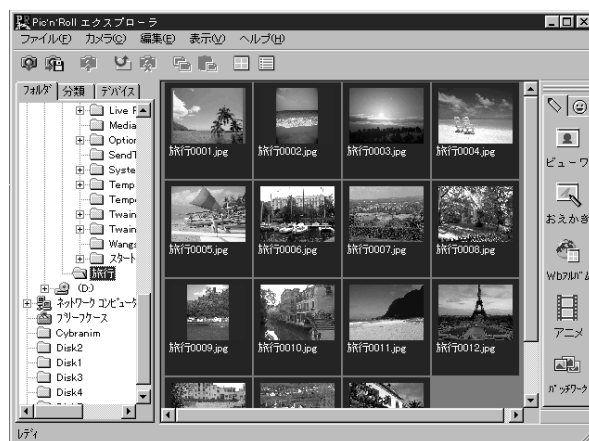 Pic'n'Roll エクスプローラ
ファイル(F) カメラ(C) 編集(E) 表示(V) ヘルプ(H)
フォルダ 分類 デバイス
Live F
Media
Option
SendT
Syste
Temp
Tempo
Twain
Twain
Wangs
スタート
旅行
(D:)
ネットワーク コンピュータ
フリーフケース
Cybranim
Disk2
Disk1
Disk3
Disk4
旅行0001.jpg 旅行0002.jpg 旅行0003.jpg 旅行0004.jpg
旅行0005.jpg 旅行0006.jpg 旅行0007.jpg 旅行0008.jpg
旅行0009.jpg 旅行0010.jpg 旅行0011.jpg 旅行0012.jpg
ビューワ
おえかき
Wbアルバム
アニメ
パッチワーク
レディ